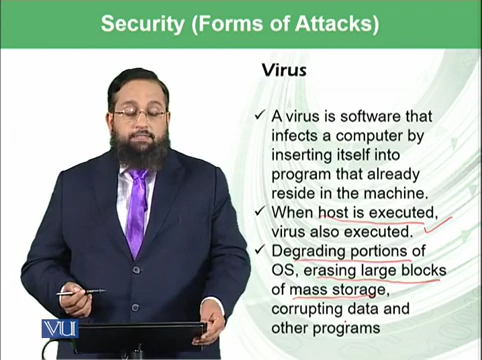 Security (Forms of Attacks)
Virus
✓ A virus is software that
infects a computer by
inserting itself into
program that already
reside in the machine.
✓ When host is executed,
virus also executed.
✓ Degrading portions of
OS, erasing large blocks
of mass storage,
corrupting data and
other programs
VU